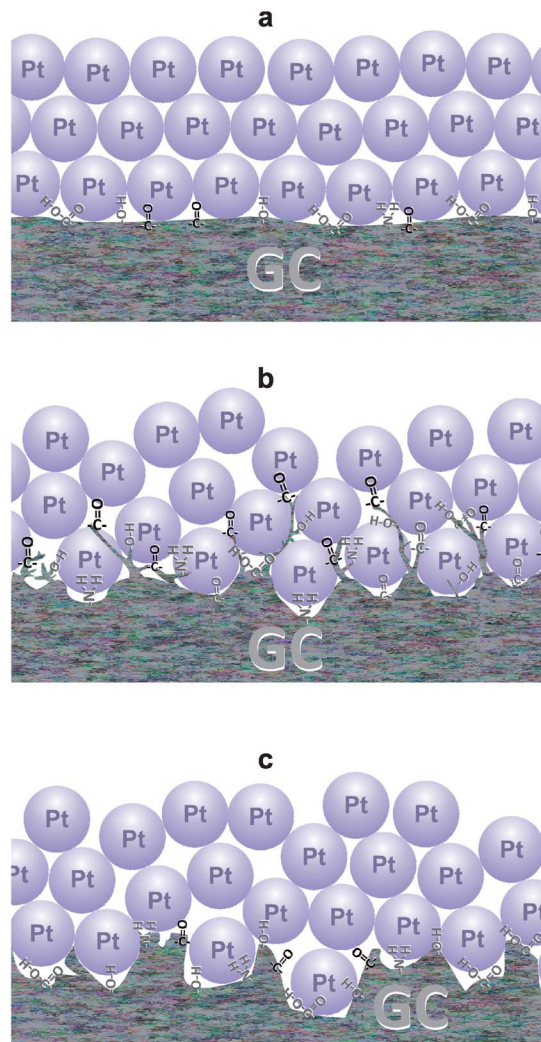 a
Pt Pt Pt Pt Pt Pt Pt Pt
Pt Pt Pt Pt Pt Pt Pt Pt
Pt Pt Pt Pt Pt Pt Pt Pt
H-O-C=O H-O- O=C- O=C- H-O- H-O-C=O H-N-H O=C- H-O-C=O H-O-
GC
b
Pt Pt Pt Pt Pt Pt Pt
Pt Pt Pt Pt Pt Pt Pt Pt
O=C- O=C- H-O- O=C- H-O- O=C- H-O- O=C-
Pt Pt Pt Pt Pt Pt
GC
c
Pt Pt Pt Pt Pt Pt Pt
Pt Pt Pt Pt Pt Pt
Pt Pt Pt Pt Pt Pt Pt Pt
H-N-H O=C- H-O- O=C- O=C- H-N-H H-O-
Pt Pt
H-O-C=O H-O- H-O- H-O-C=O H-O-C=O
GC